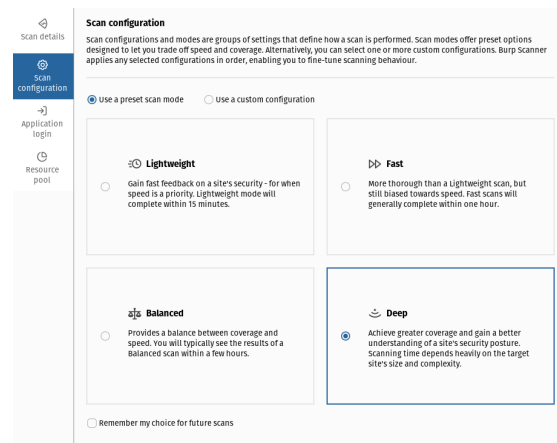 Scan details
Scan
configuration
Application
login
Resource
pool
Scan configuration
Scan configurations and modes are groups of settings that define how a scan is performed. Scan modes offer preset options
designed to let you trade off speed and coverage. Alternatively, you can select one or more custom configurations. Burp Scanner
applies any selected configurations in order, enabling you to fine-tune scanning behaviour.
Use a preset scan mode
Use a custom configuration
Lightweight
Gain fast feedback on a site's security - for when
speed is a priority. Lightweight mode will
complete within 15 minutes.
Fast
More thorough than a Lightweight scan, but
still biased towards speed. Fast scans will
generally complete within one hour.
Balanced
Provides a balance between coverage and
speed. You will typically see the results of a
Balanced scan within a few hours.
Deep
Achieve greater coverage and gain a better
understanding of a site's security posture.
Scanning time depends heavily on the target
site's size and complexity.
Remember my choice for future scans